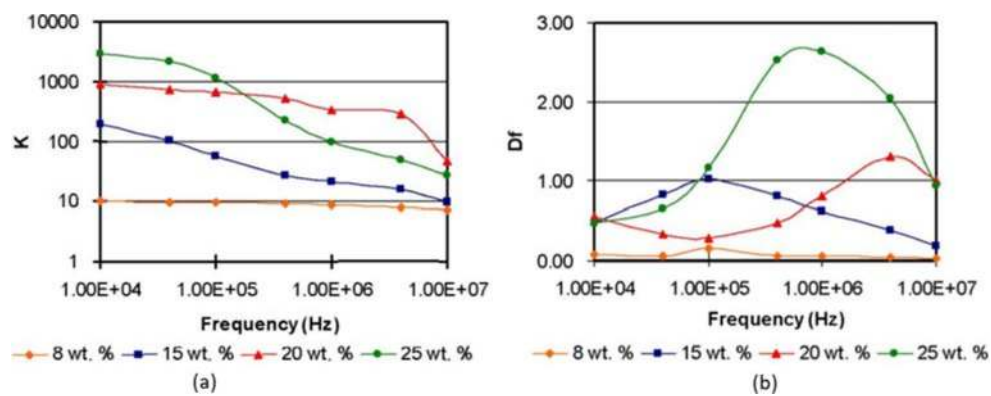 10000
1000
100
10
1
K
1.00E+04 1.00E+05 1.00E+06 1.00E+07
Frequency (Hz)
8 wt. % 15 wt. % 20 wt. % 25 wt. %
(a)
3.00
2.00
1.00
0.00
Df
1.00E+04 1.00E+05 1.00E+06 1.00E+07
Frequency (Hz)
8 wt. % 15 wt. % 20 wt. % 25 wt. %
(b)